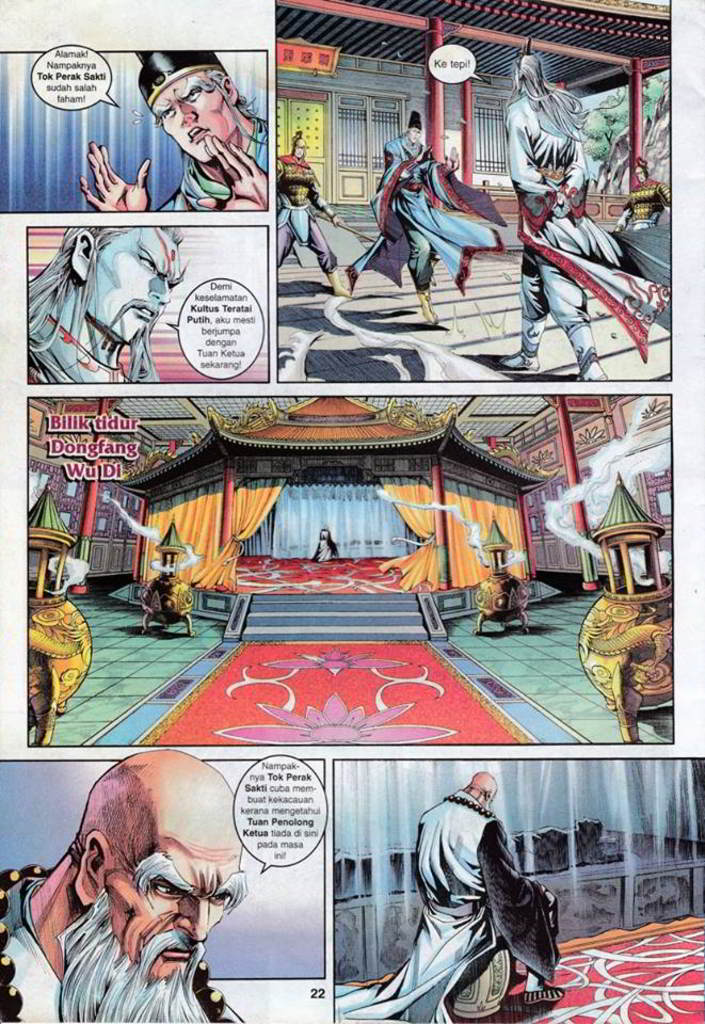 Alamak!
Nampaknya
Tok Perak Sakti
sudah salah
faham!
Ke tepi!
Demi
keselamatan
Kultus Teratai
Putih, aku mesti
berjumpa
dengan
Tuan Ketua
sekarang!
Bilik tidur
Dongfang
Wu Di
Nampak-
nya Tok Perak
Sakti cuba mem-
buat kekacauan
kerana mengetahui
Tuan Penolong
Ketua tiada di sini
pada masa
ini!
22